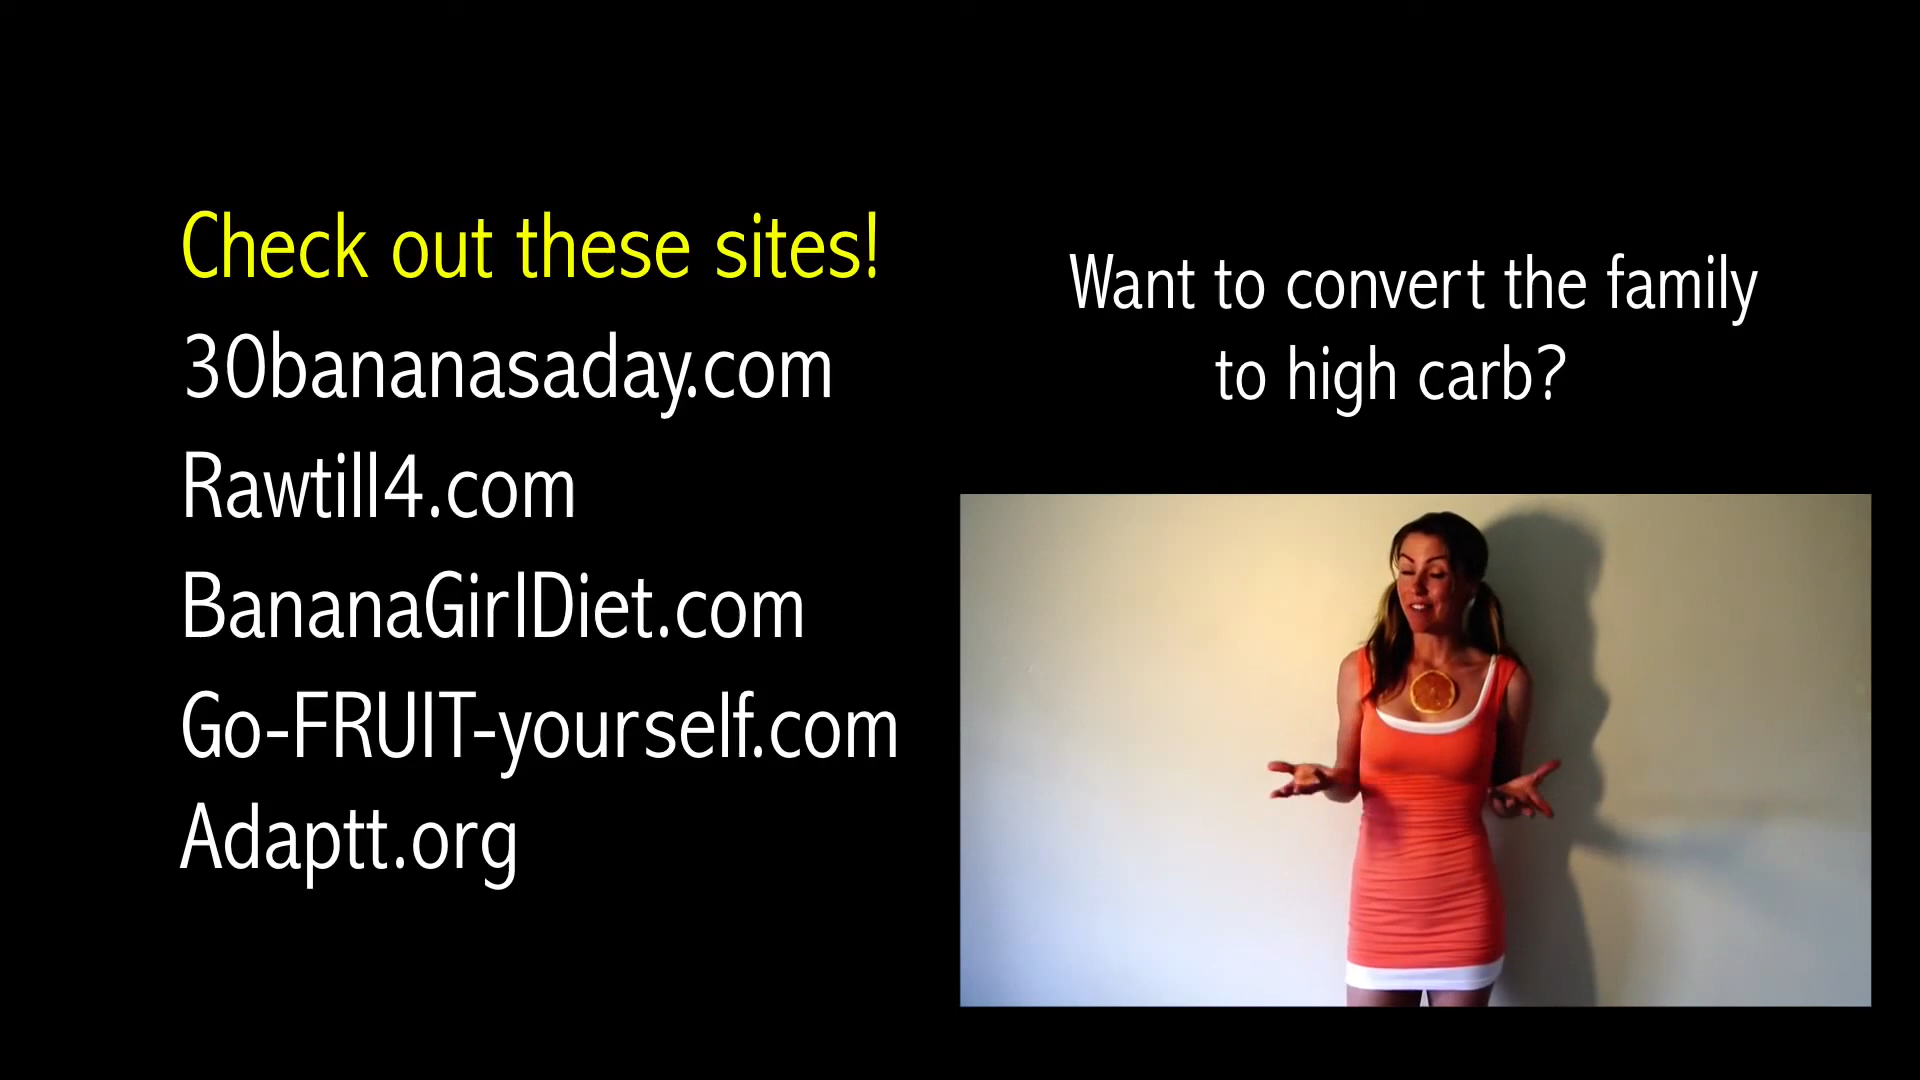 Check out these sites!
30bananasaday.com
Rawtill4.com
BananaGirlDiet.com
Go-FRUIT-yourself.com
Adaptt.org
Want to convert the family
to high carb?